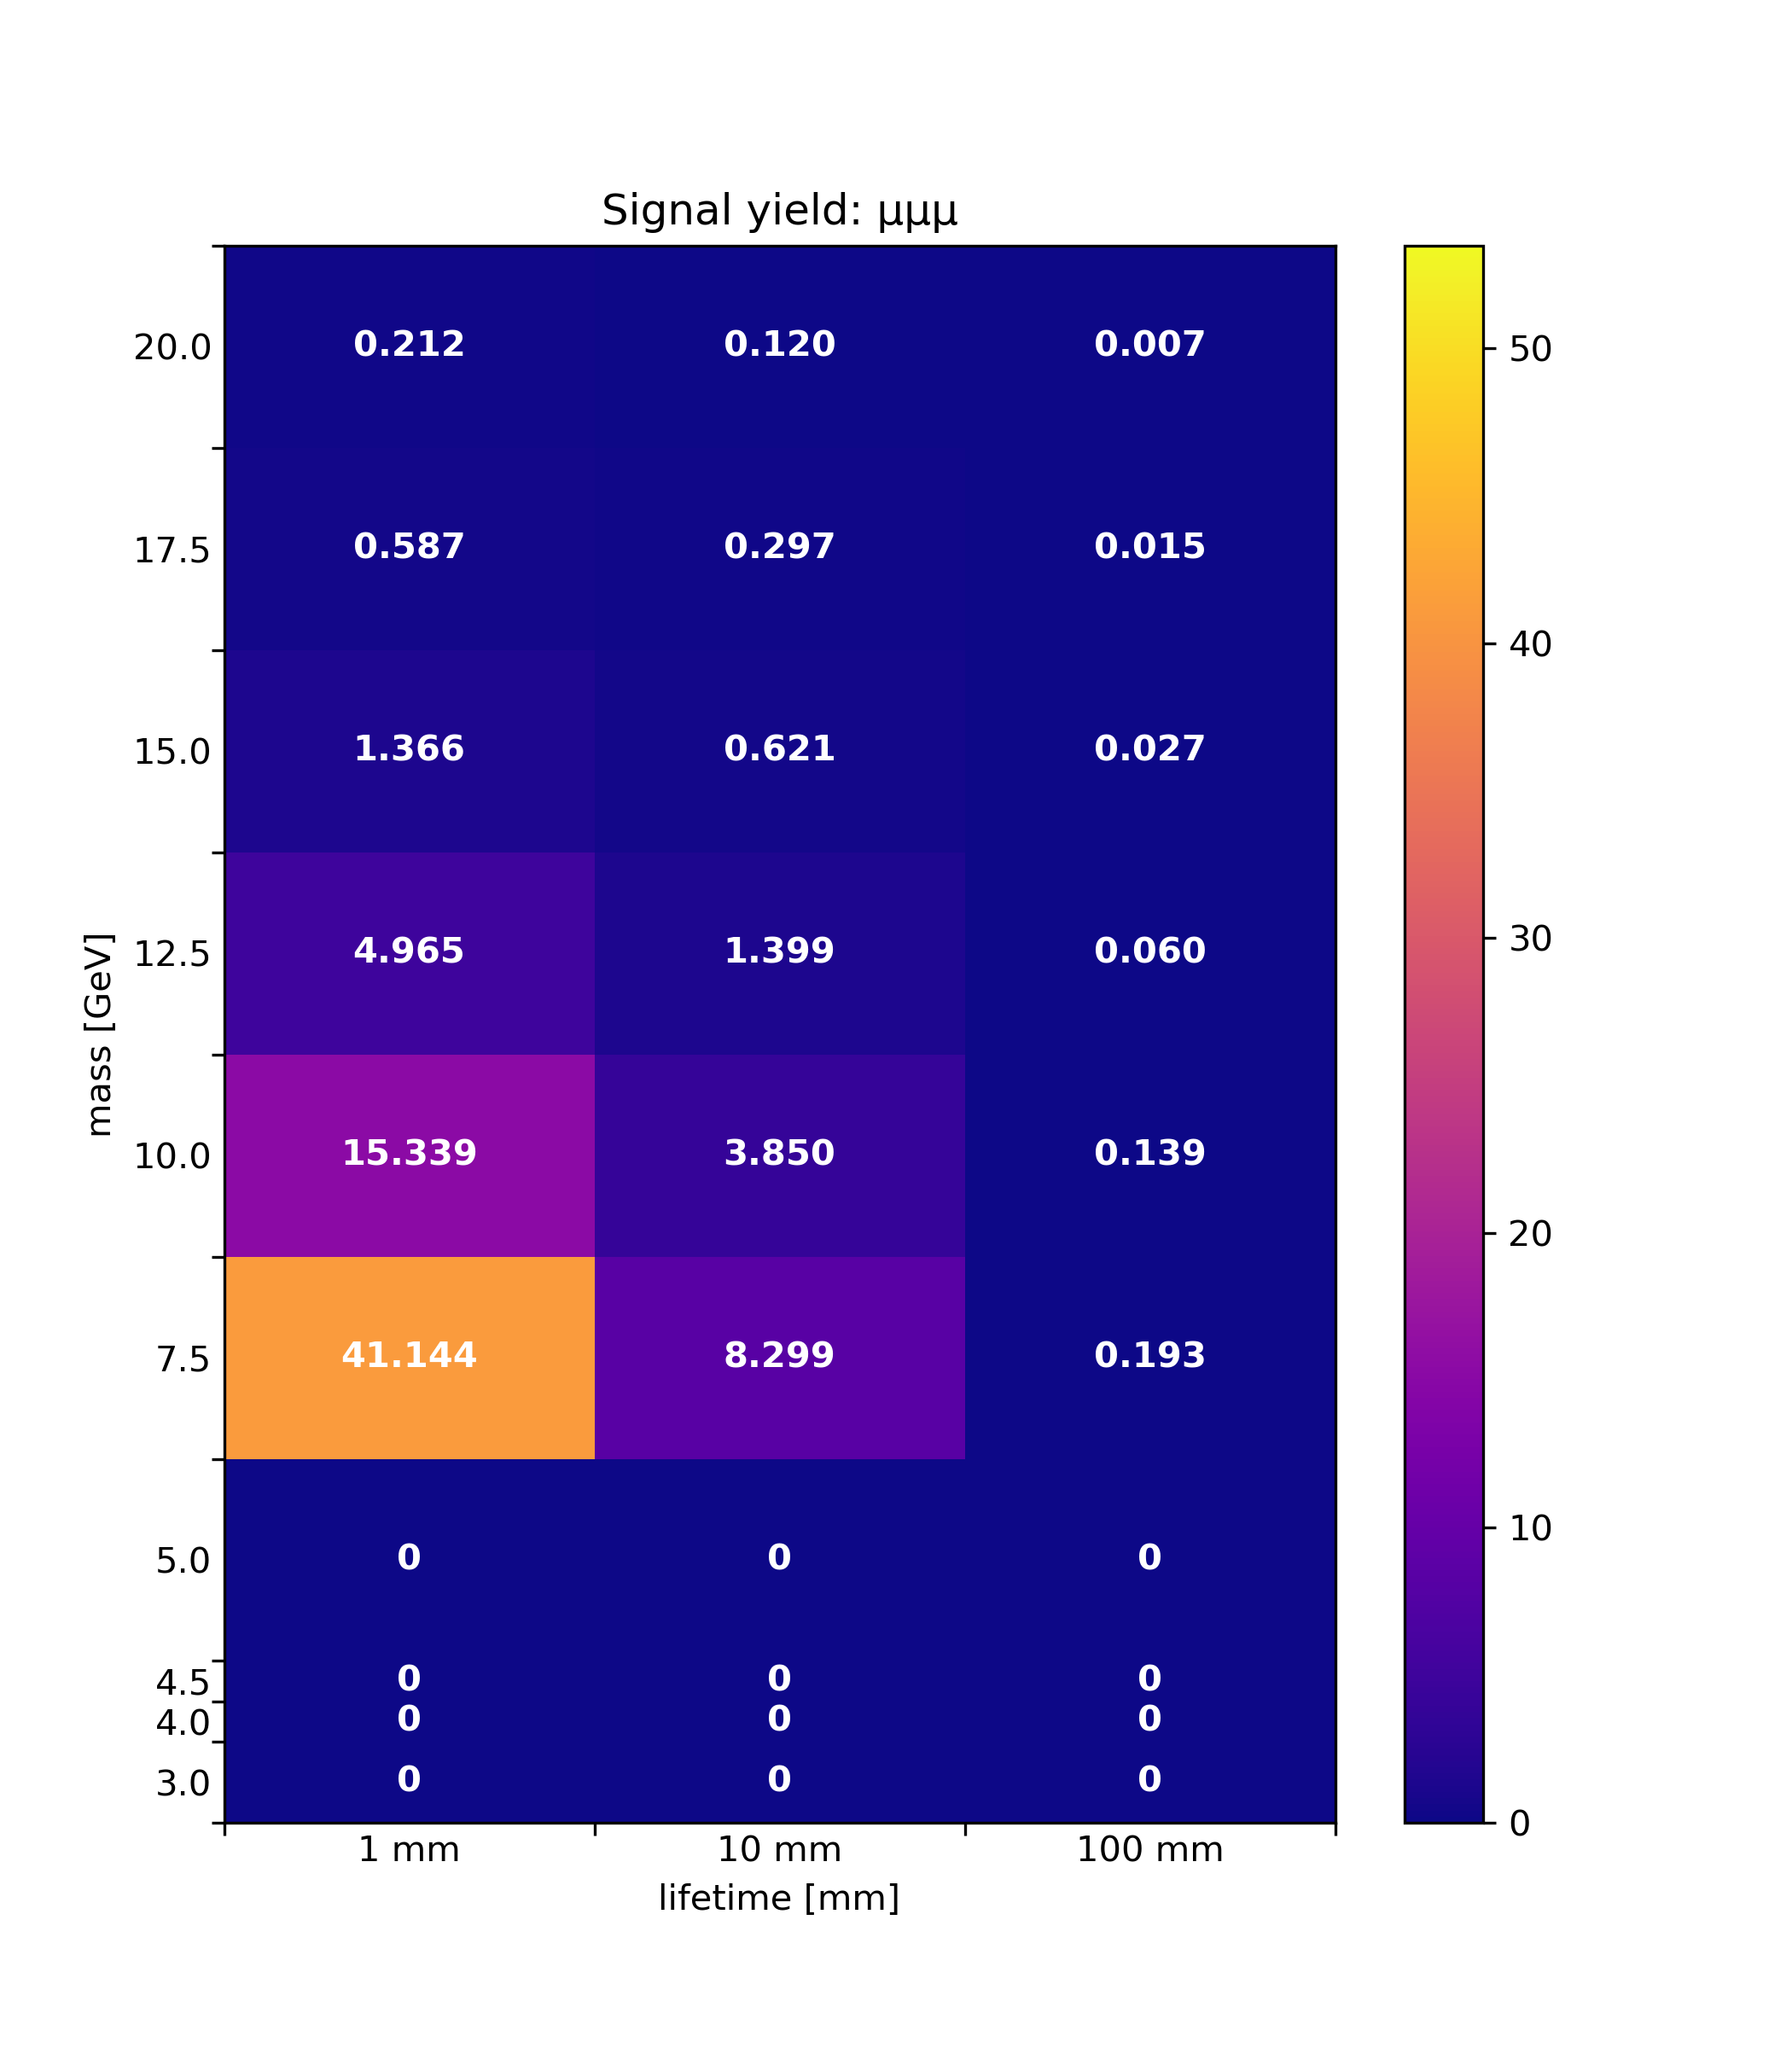 Signal yield: μμμ
20.0 0.212 0.120 0.007
50
17.5 0.587 0.297 0.015
40
15.0 1.366 0.621 0.027
30
12.5 4.965 1.399 0.060
mass [GeV]
10.0 15.339 3.850 0.139
20
7.5 41.144 8.299 0.193
10
5.0 0 0 0
4.5 0 0 0
4.0 0 0 0
3.0 0 0 0
0
1 mm 10 mm 100 mm
lifetime [mm]